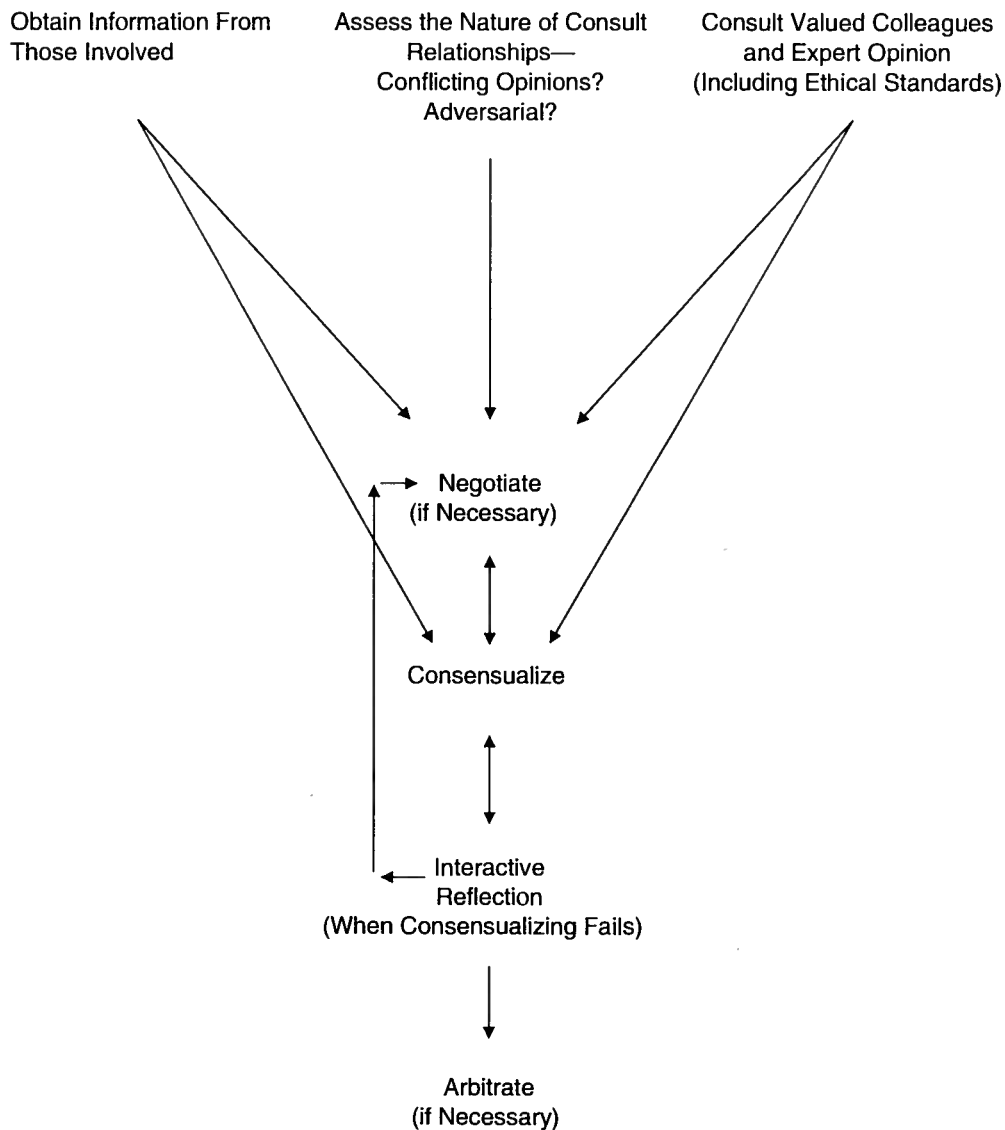 Obtain Information From
Those Involved
Assess the Nature of Consult
Relationships—
Conflicting Opinions?
Adversarial?
Consult Valued Colleagues
and Expert Opinion
(Including Ethical Standards)
Negotiate
(if Necessary)
Consensualize
Interactive
Reflection
(When Consensualizing Fails)
Arbitrate
(if Necessary)